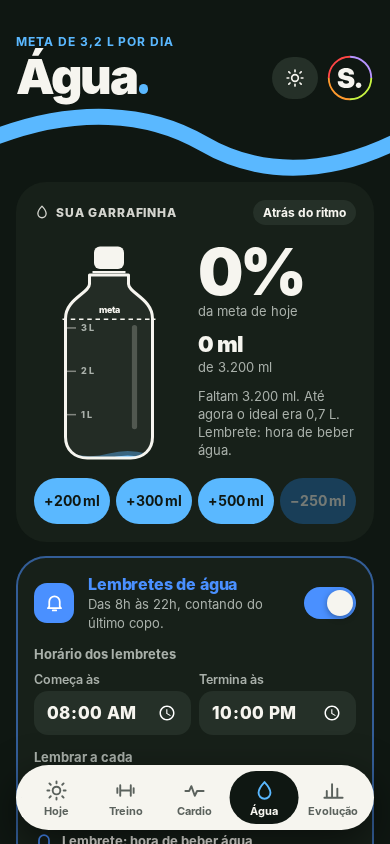 META DE 3,2 L POR DIA
Água.
S.
SUA GARRAFINHA
Atrás do ritmo
meta
3 L
2 L
1 L
0%
da meta de hoje
0 ml
de 3.200 ml
Faltam 3.200 ml. Até
agora o ideal era 0,7 L.
Lembrete: hora de beber
água.
+200 ml
+300 ml
+500 ml
−250 ml
Lembretes de água
Das 8h às 22h, contando do
último copo.
Horário dos lembretes
Começa às
Termina às
08:00 AM
10:00 PM
Lembrar a cada
Hoje
Treino
Cardio
Água
Evolução
Lembrete: hora de beber água